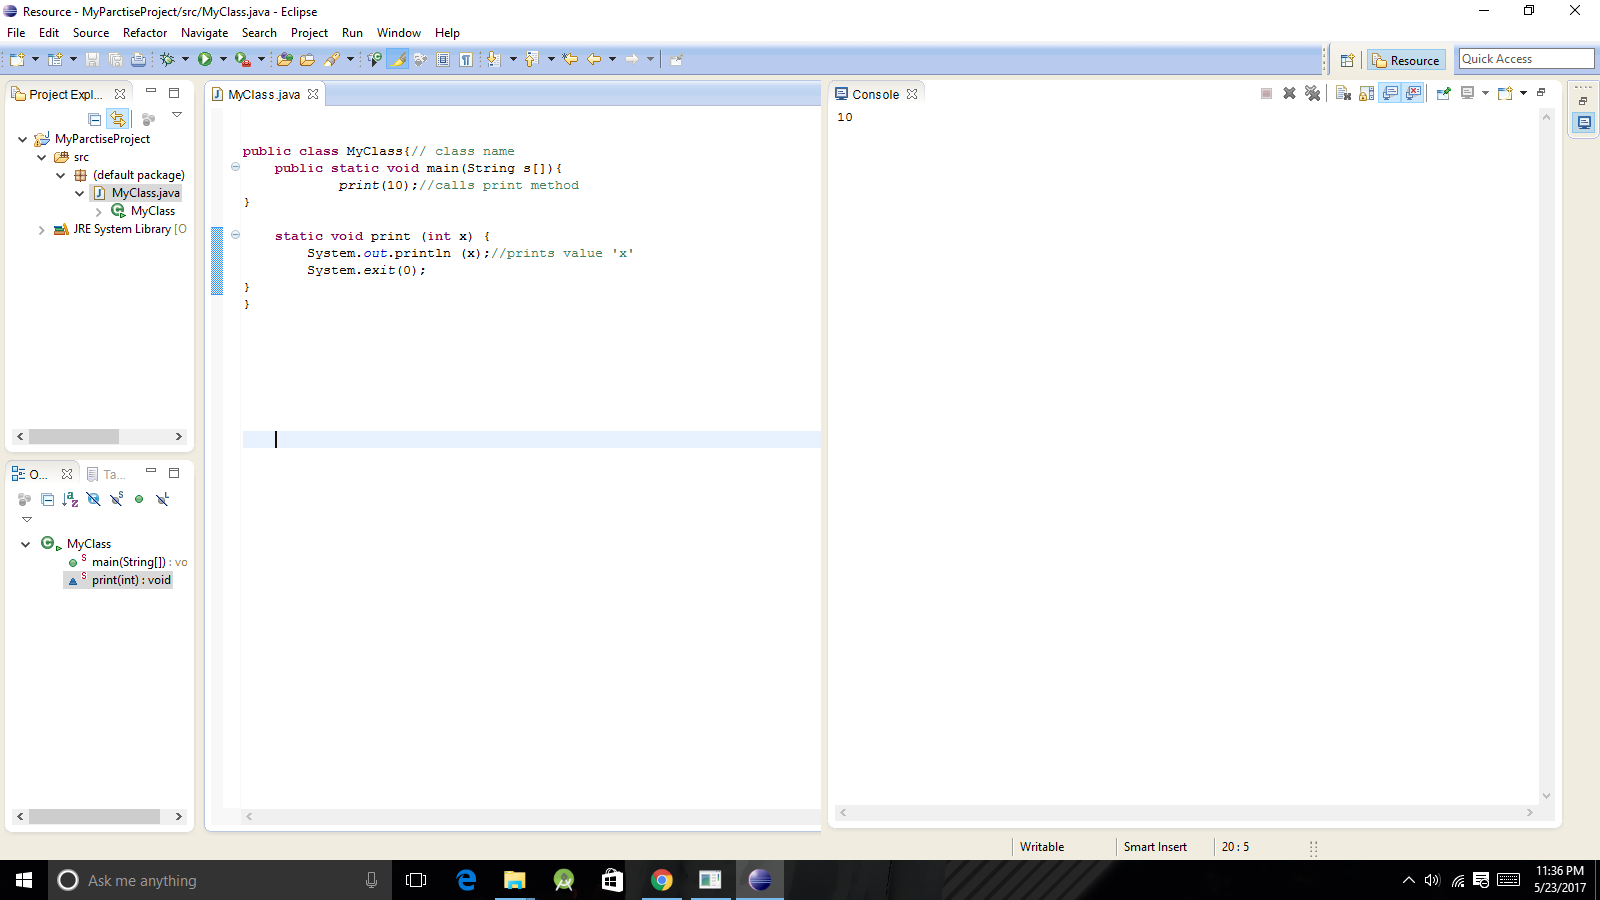 Resource - MyParctiseProject/src/MyClass.java - Eclipse
File Edit Source Refactor Navigate Search Project Run Window Help
Resource
Quick Access
Project Expl...
MyParctiseProject
src
(default package)
MyClass.java
MyClass
JRE System Library [O
MyClass.java
public class MyClass{// class name
public static void main(String s[]){
print(10);//calls print method
}
static void print (int x) {
System.out.println (x);//prints value 'x'
System.exit(0);
}
}
Console
10
O...
Ta...
MyClass
main(String[]) : vo
print(int) : void
Writable
Smart Insert
20 : 5
Ask me anything
11:36 PM
5/23/2017